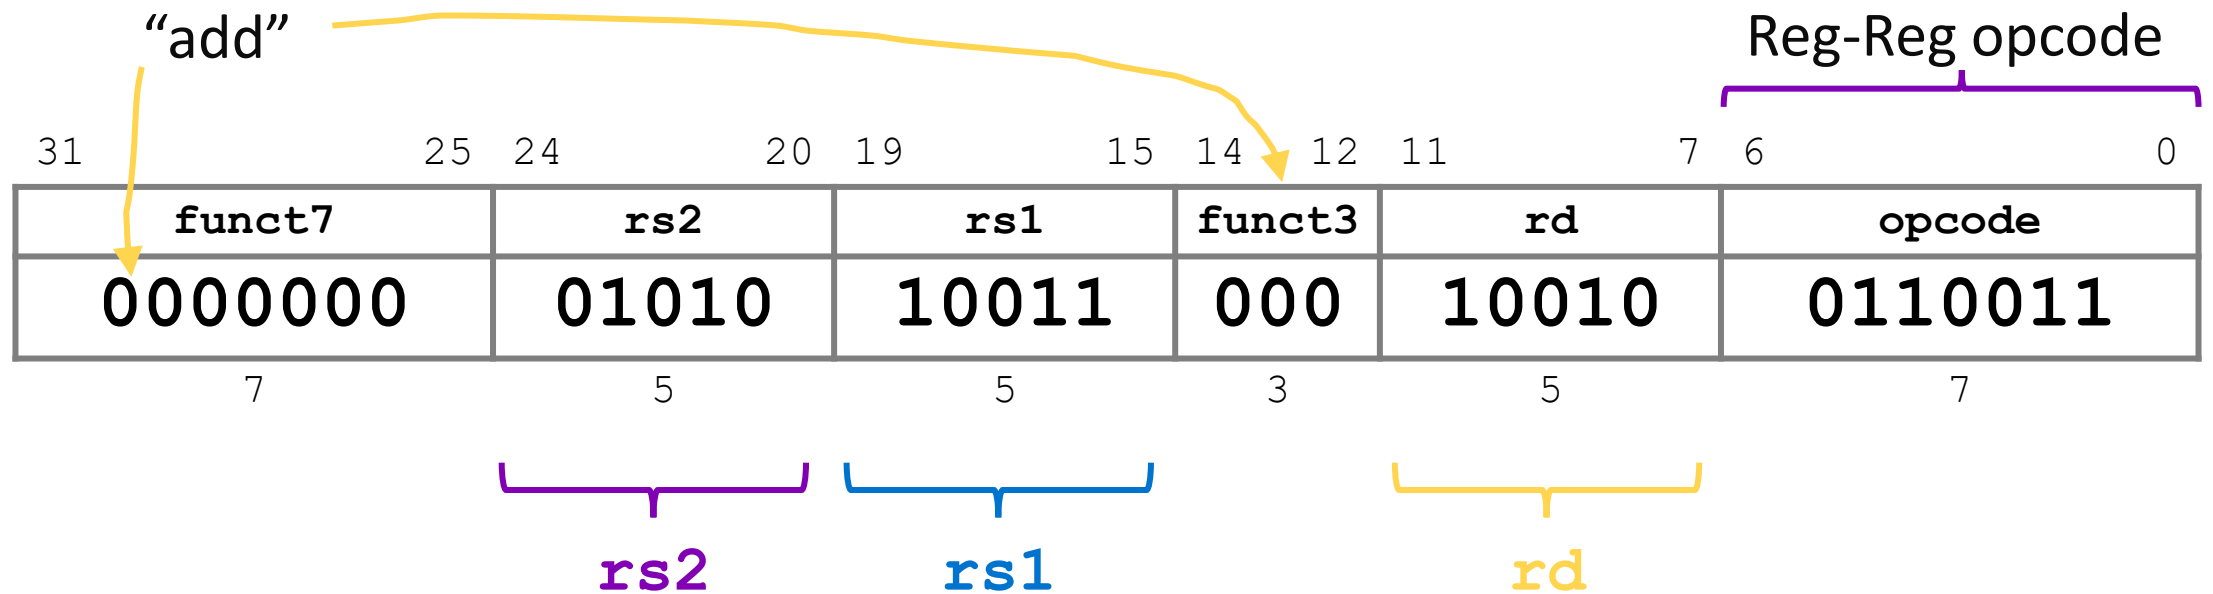 “add” Reg-Reg opcode
31 25 24 20 19 15 14 12 11 7 6 0
funct7 rs2 rs1 funct3 rd opcode
0000000 01010 10011 000 10010 0110011
7 5 5 3 5 7
rs2 rs1 rd